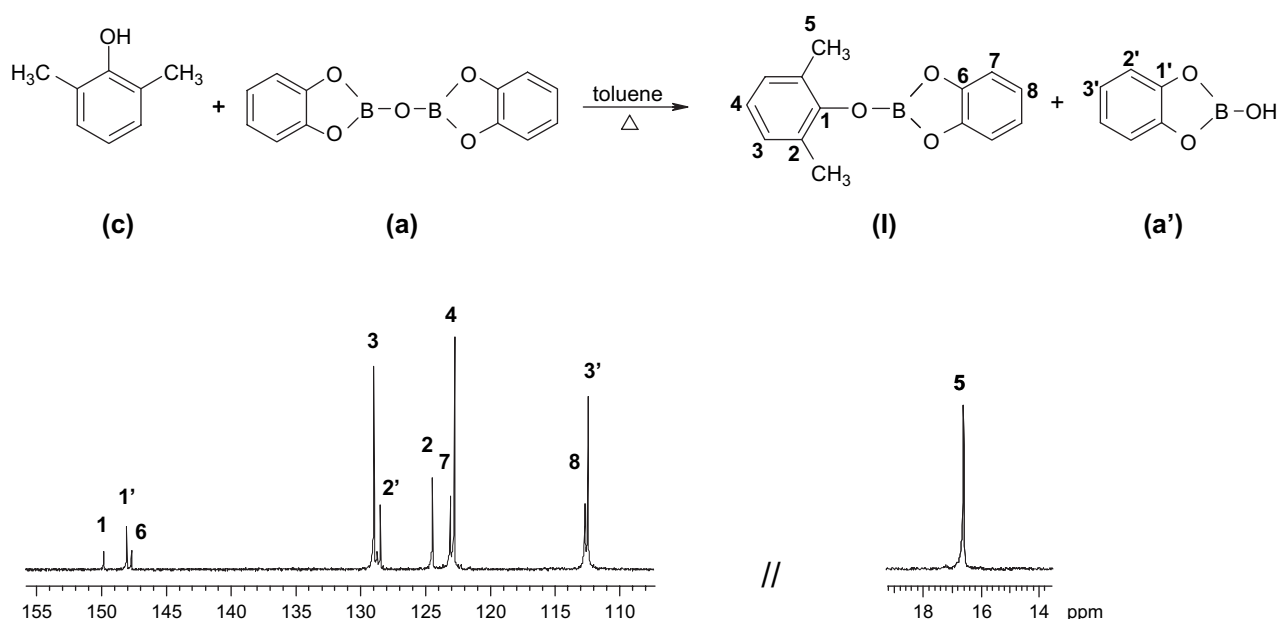 OH
H₃C
CH₃
+
O
O
B
O
B
O
O
toluene
△
5
CH₃
4
3
2
1
O
B
O
O
6
7
8
CH₃
+
3'
2'
1'
O
O
B
OH
(c)
(a)
(I)
(a')
1
1'
6
3
2'
2
7
4
8
3'
5
//
155 150 145 140 135 130 125 120 115 110 18 16 14 ppm